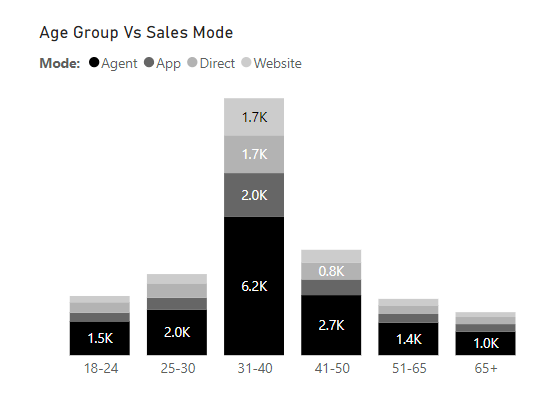 Age Group Vs Sales Mode
Mode: Agent App Direct Website
1.7K
1.7K
2.0K
6.2K
0.8K
1.5K 2.0K 2.7K 1.4K 1.0K
18-24 25-30 31-40 41-50 51-65 65+